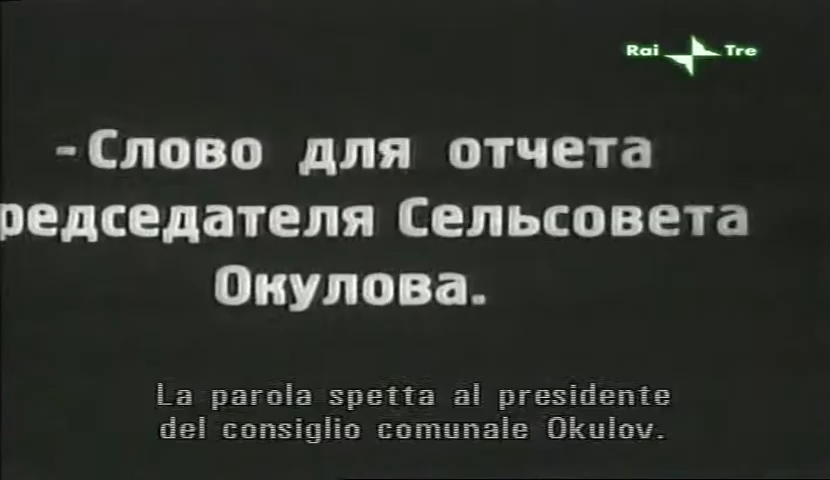 Rai Tre
-Слово для отчета
редседателя Сельсовета
Окулова.
La parola spetta al presidente
del consiglio comunale Okulov.